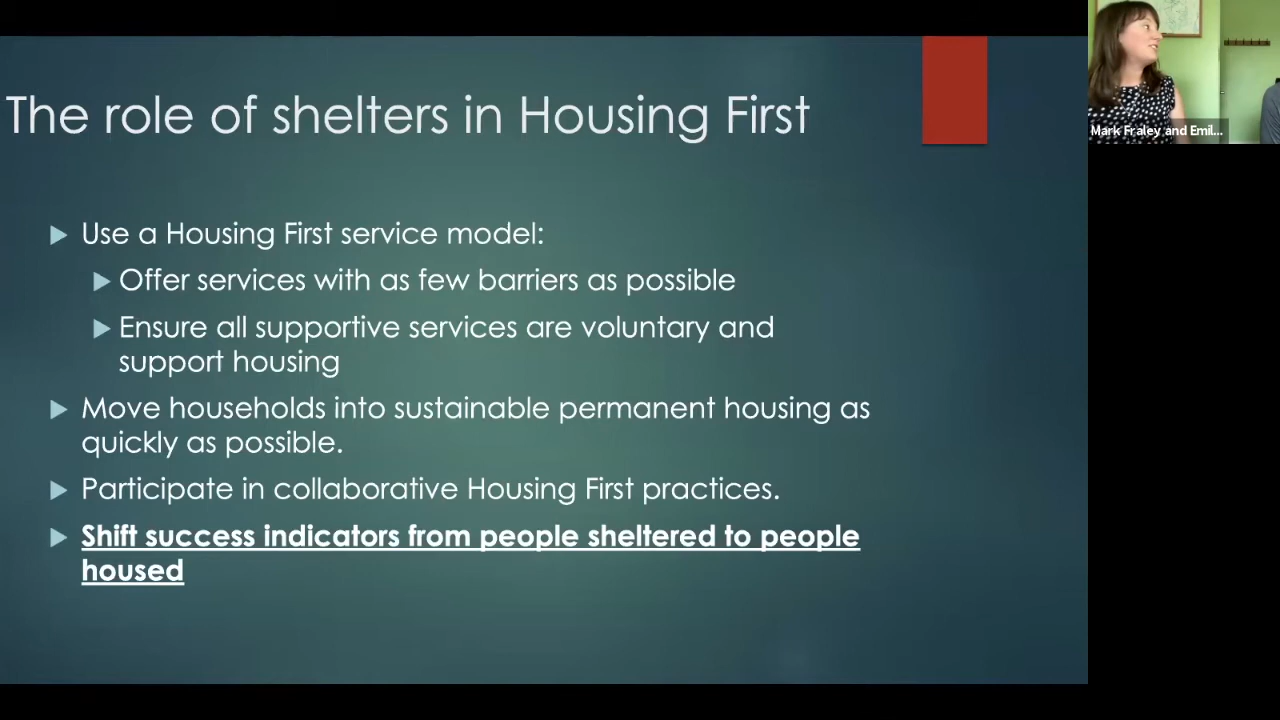 The role of shelters in Housing First
Use a Housing First service model:
Offer services with as few barriers as possible
Ensure all supportive services are voluntary and
support housing
Move households into sustainable permanent housing as
quickly as possible.
Participate in collaborative Housing First practices.
Shift success indicators from people sheltered to people
housed
Mark Fraley and Emil...